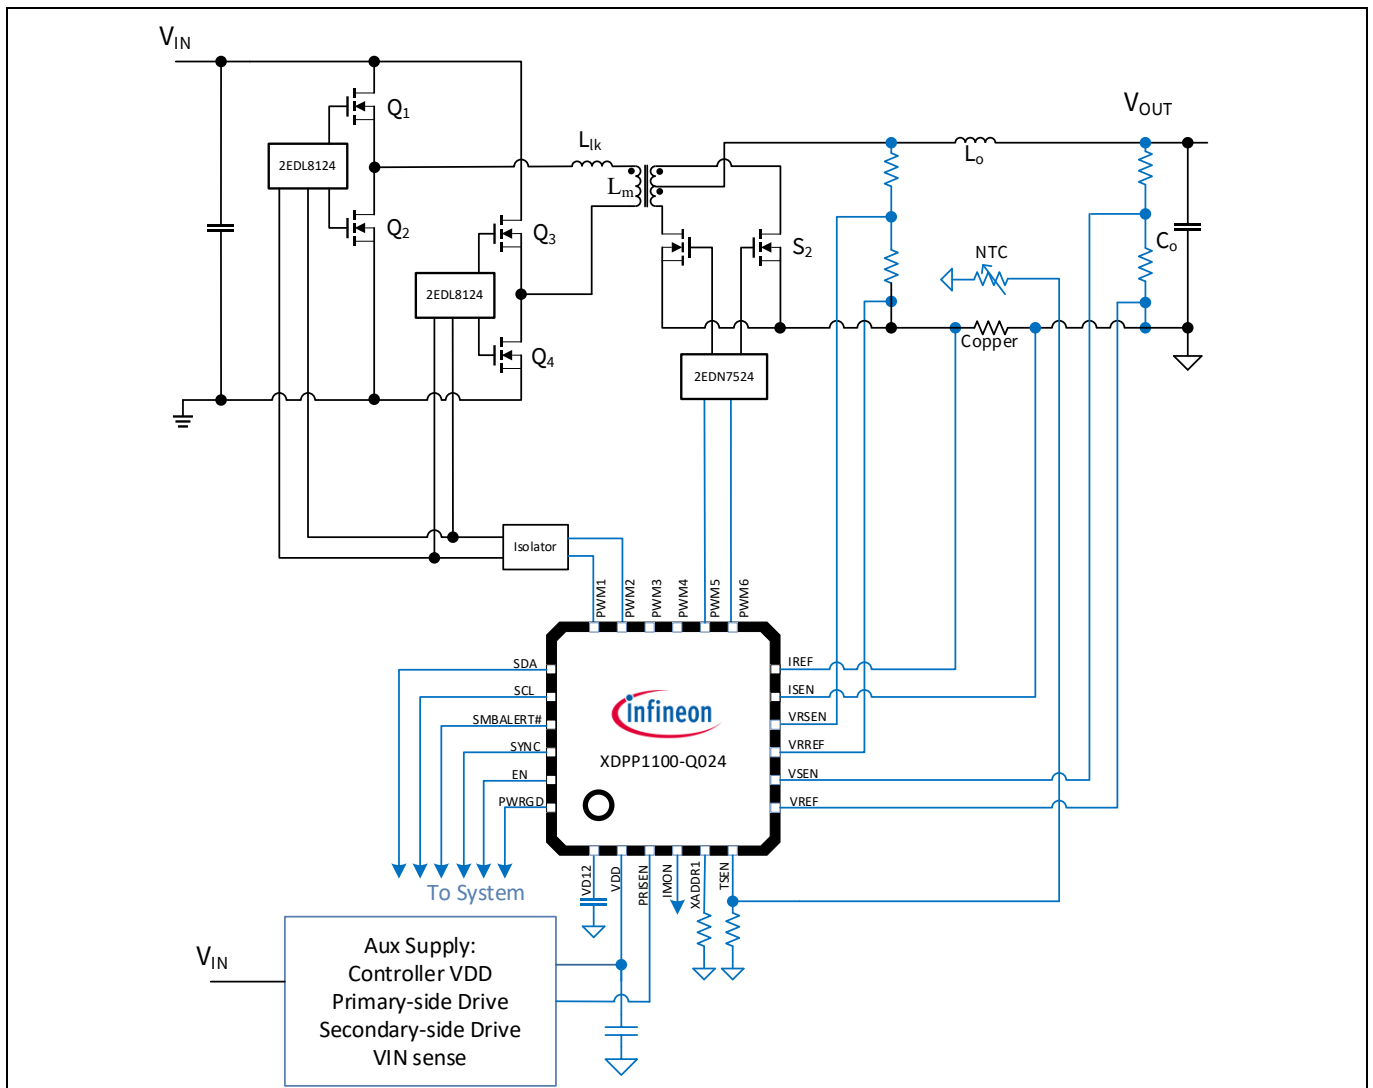 VIN
Q1
2EDL8124
Q2
Llk
Lm
Q3
2EDL8124
Q4
S2
2EDN7524
VOUT
Lo
Co
NTC
Copper
Isolator
PWM1
PWM2
PWM3
PWM4
PWM5
PWM6
SDA
SCL
SMBALERT#
SYNC
EN
PWRGD
infineon
XDPP1100-Q024
IREF
ISEN
VRSEN
VRREF
VSEN
VREF
VD12
VDD
PRISEN
IMON
XADDR1
TSEN
To System
VIN
Aux Supply:
Controller VDD
Primary-side Drive
Secondary-side Drive
VIN sense